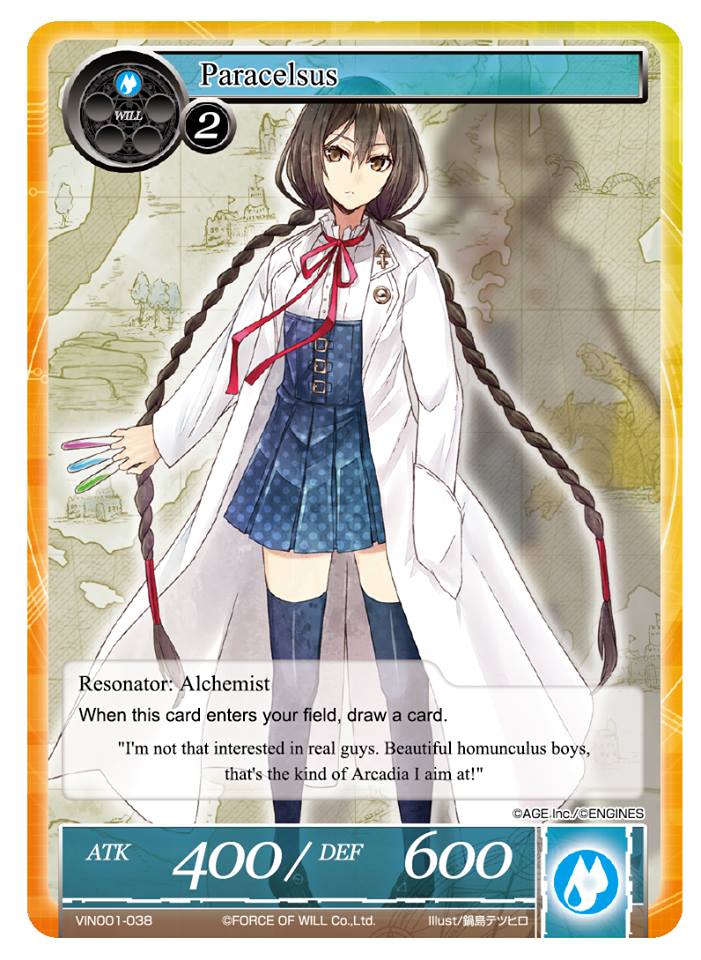 Paracelsus
WILL
2
Resonator: Alchemist
When this card enters your field, draw a card.
"I'm not that interested in real guys. Beautiful homunculus boys,
that's the kind of Arcadia I aim at!"
©AGE Inc./©ENGINES
ATK 400/ DEF 600
VIN001-038 ©FORCE OF WILL Co.,Ltd. Illust/鍋島テツヒロ